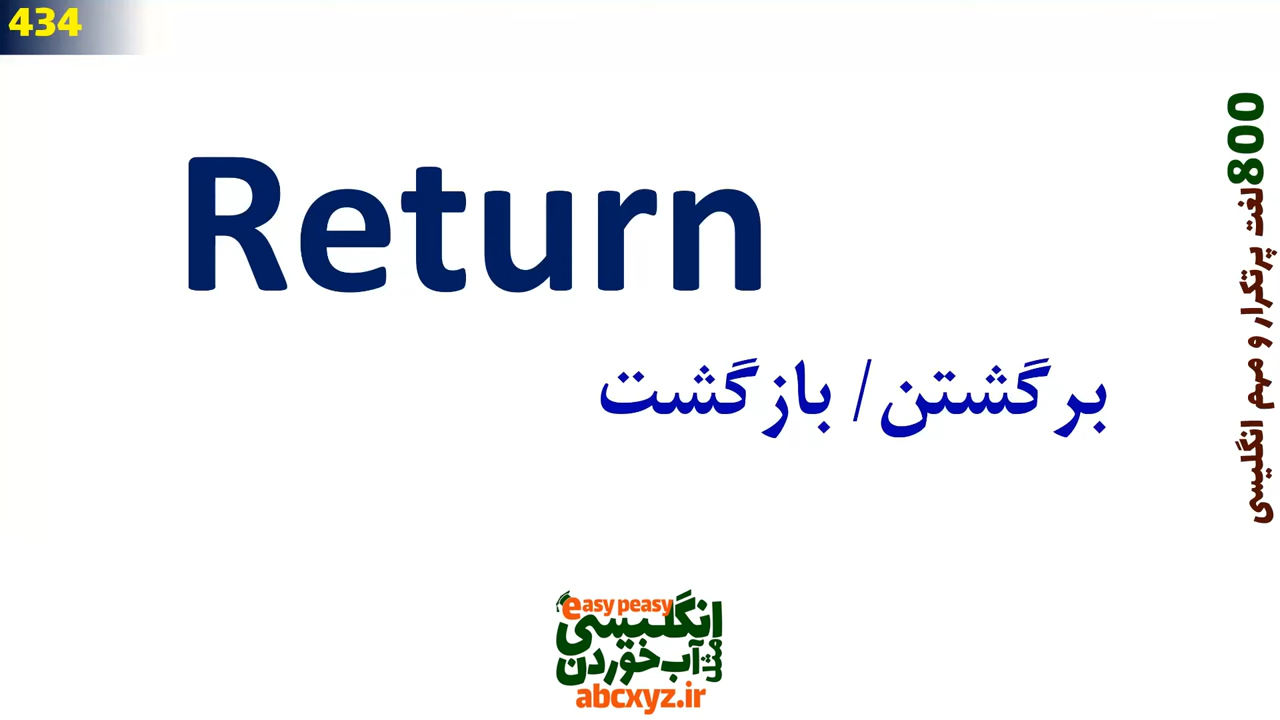 434
Return
برگشتن/ بازگشت
800 لغت پرتکرار و مهم انگلیسی
easy peasy
انگلیسی
مثل آب خوردن
abcxyz.ir